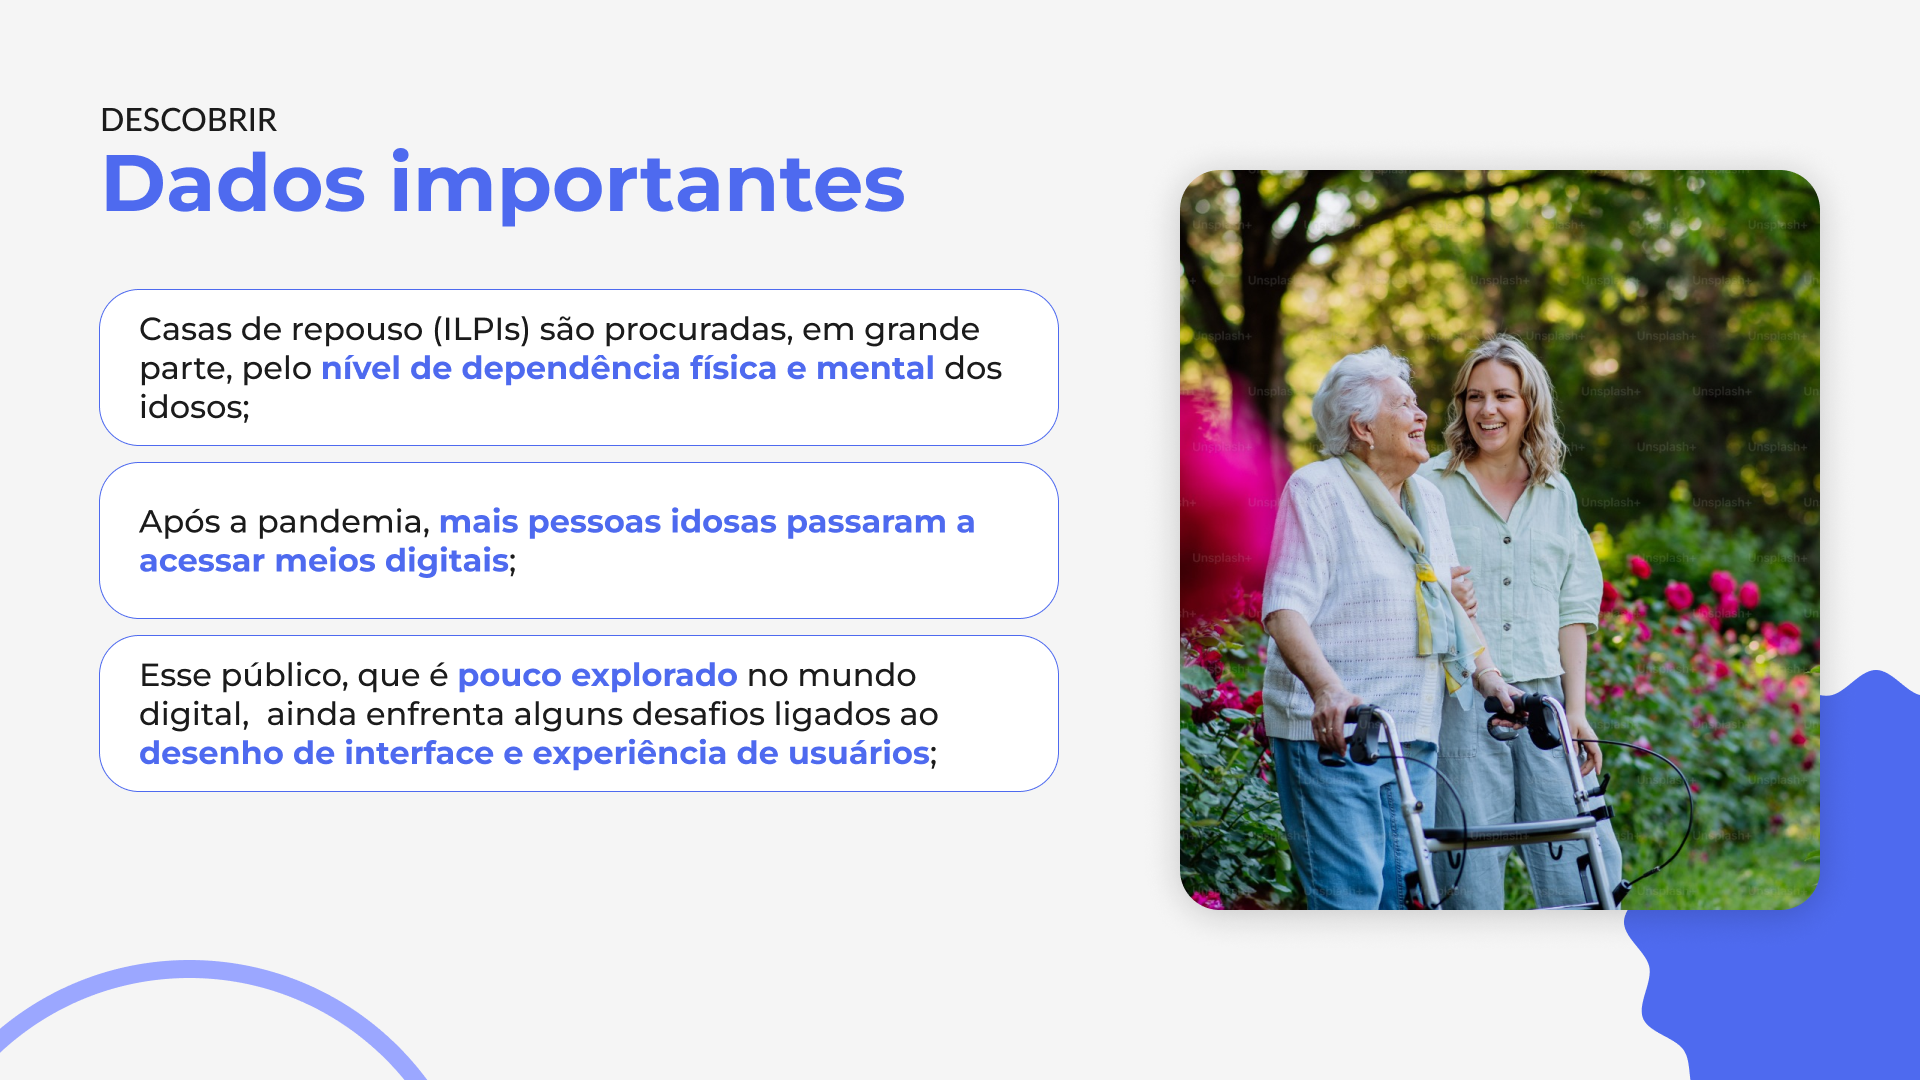 DESCOBRIR
Dados importantes
Casas de repouso (ILPIs) são procuradas, em grande
parte, pelo nível de dependência física e mental dos
idosos;
Após a pandemia, mais pessoas idosas passaram a
acessar meios digitais;
Esse público, que é pouco explorado no mundo
digital,  ainda enfrenta alguns desafios ligados ao
desenho de interface e experiência de usuários;
Unsplash+